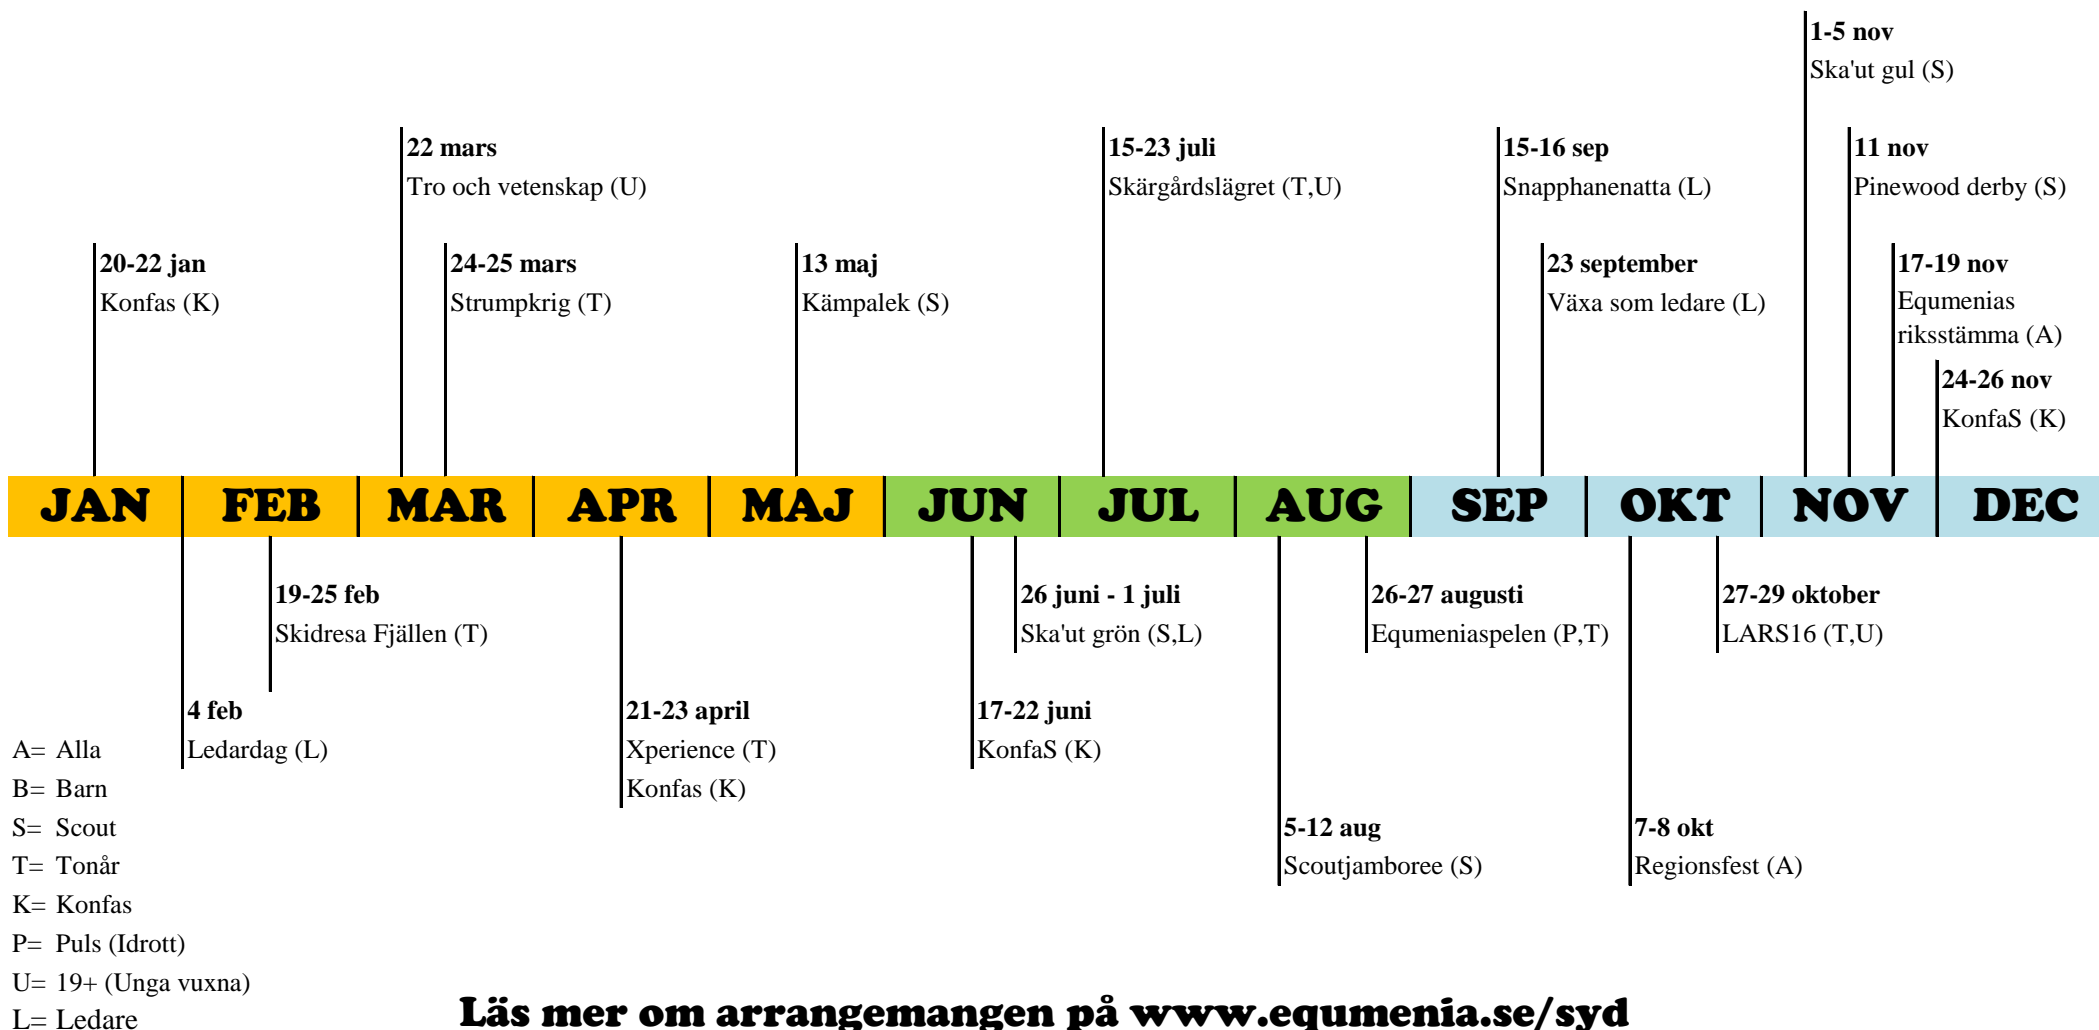 1-5 nov
Ska'ut gul (S)
22 mars
Tro och vetenskap (U)
15-23 juli
Skärgårdslägret (T,U)
15-16 sep
Snapphanenatta (L)
11 nov
Pinewood derby (S)
20-22 jan
Konfas (K)
24-25 mars
Strumpkrig (T)
13 maj
Kämpalek (S)
23 september
Växa som ledare (L)
17-19 nov
Equmenias
riksstämma (A)
24-26 nov
KonfaS (K)
JAN FEB MAR APR MAJ JUN JUL AUG SEP OKT NOV DEC
19-25 feb
Skidresa Fjällen (T)
26 juni - 1 juli
Ska'ut grön (S,L)
26-27 augusti
Equmeniaspelen (P,T)
27-29 oktober
LARS16 (T,U)
4 feb
Ledardag (L)
21-23 april
Xperience (T)
Konfas (K)
17-22 juni
KonfaS (K)
5-12 aug
Scoutjamboree (S)
7-8 okt
Regionsfest (A)
A= Alla
B= Barn
S= Scout
T= Tonår
K= Konfas
P= Puls (Idrott)
U= 19+ (Unga vuxna)
L= Ledare
Läs mer om arrangemangen på www.equmenia.se/syd